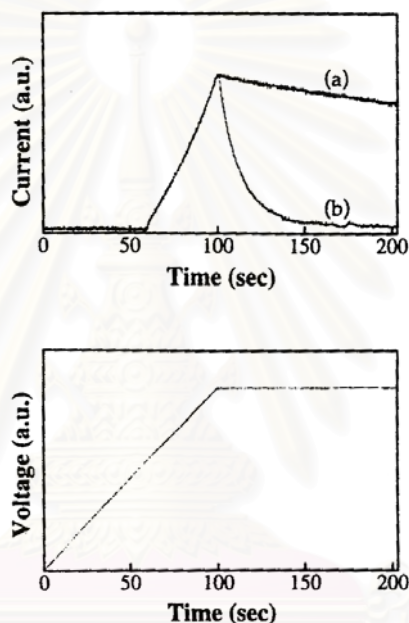 Current (a.u.)
(a)
(b)
0 50 100 150 200
Time (sec)
Voltage (a.u.)
0 50 100 150 200
Time (sec)